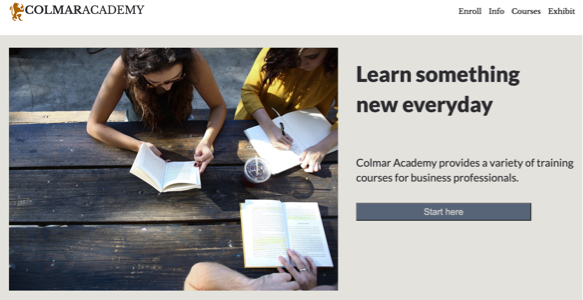 COLMARACADEMY
Enroll Info Courses Exhibit
Learn something
new everyday
Colmar Academy provides a variety of training
courses for business professionals.
Start here